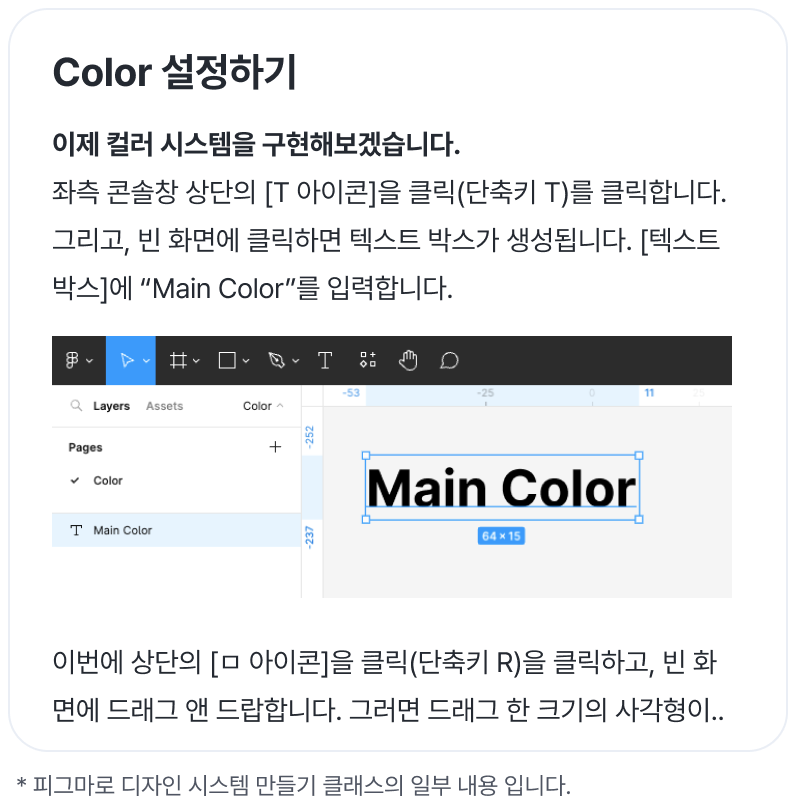 Color 설정하기
이제 컬러 시스템을 구현해보겠습니다.
좌측 콘솔창 상단의 [T 아이콘]을 클릭(단축키 T)를 클릭합니다.
그리고, 빈 화면에 클릭하면 텍스트 박스가 생성됩니다. [텍스트
박스]에 “Main Color”를 입력합니다.
-53 -25 0 11 25
Layers Assets Color
-252
Pages
Color
Main Color
Main Color
-237
64 × 15
이번에 상단의 [ㅁ 아이콘]을 클릭(단축키 R)을 클릭하고, 빈 화
면에 드래그 앤 드랍합니다. 그러면 드래그 한 크기의 사각형이..
* 피그마로 디자인 시스템 만들기 클래스의 일부 내용 입니다.